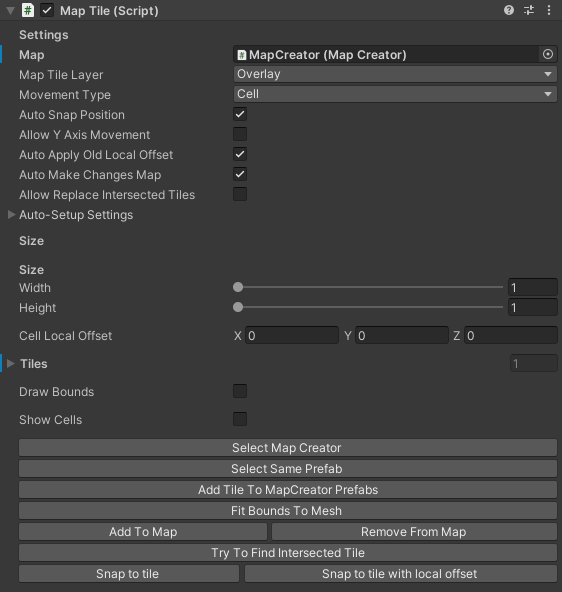 Map Tile (Script)
Settings
Map MapCreator (Map Creator)
Map Tile Layer Overlay
Movement Type Cell
Auto Snap Position
Allow Y Axis Movement
Auto Apply Old Local Offset
Auto Make Changes Map
Allow Replace Intersected Tiles
Auto-Setup Settings
Size
Size
Width 1
Height 1
Cell Local Offset X 0 Y 0 Z 0
Tiles 1
Draw Bounds
Show Cells
Select Map Creator
Select Same Prefab
Add Tile To MapCreator Prefabs
Fit Bounds To Mesh
Add To Map Remove From Map
Try To Find Intersected Tile
Snap to tile Snap to tile with local offset